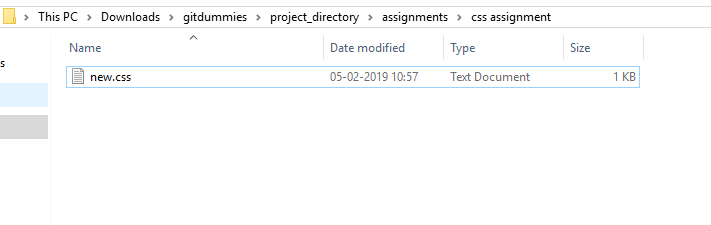 This PC > Downloads > gitdummies > project_directory > assignments > css assignment
Name Date modified Type Size
s
new.css 05-02-2019 10:57 Text Document 1 KB